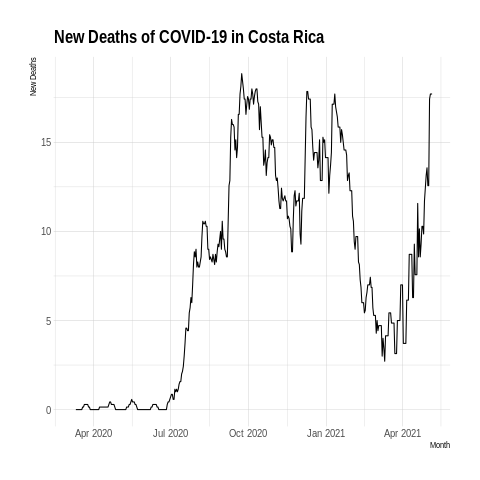 New Deaths of COVID-19 in Costa Rica
New Deaths
15
10
5
0
Apr 2020 Jul 2020 Oct 2020 Jan 2021 Apr 2021
Month